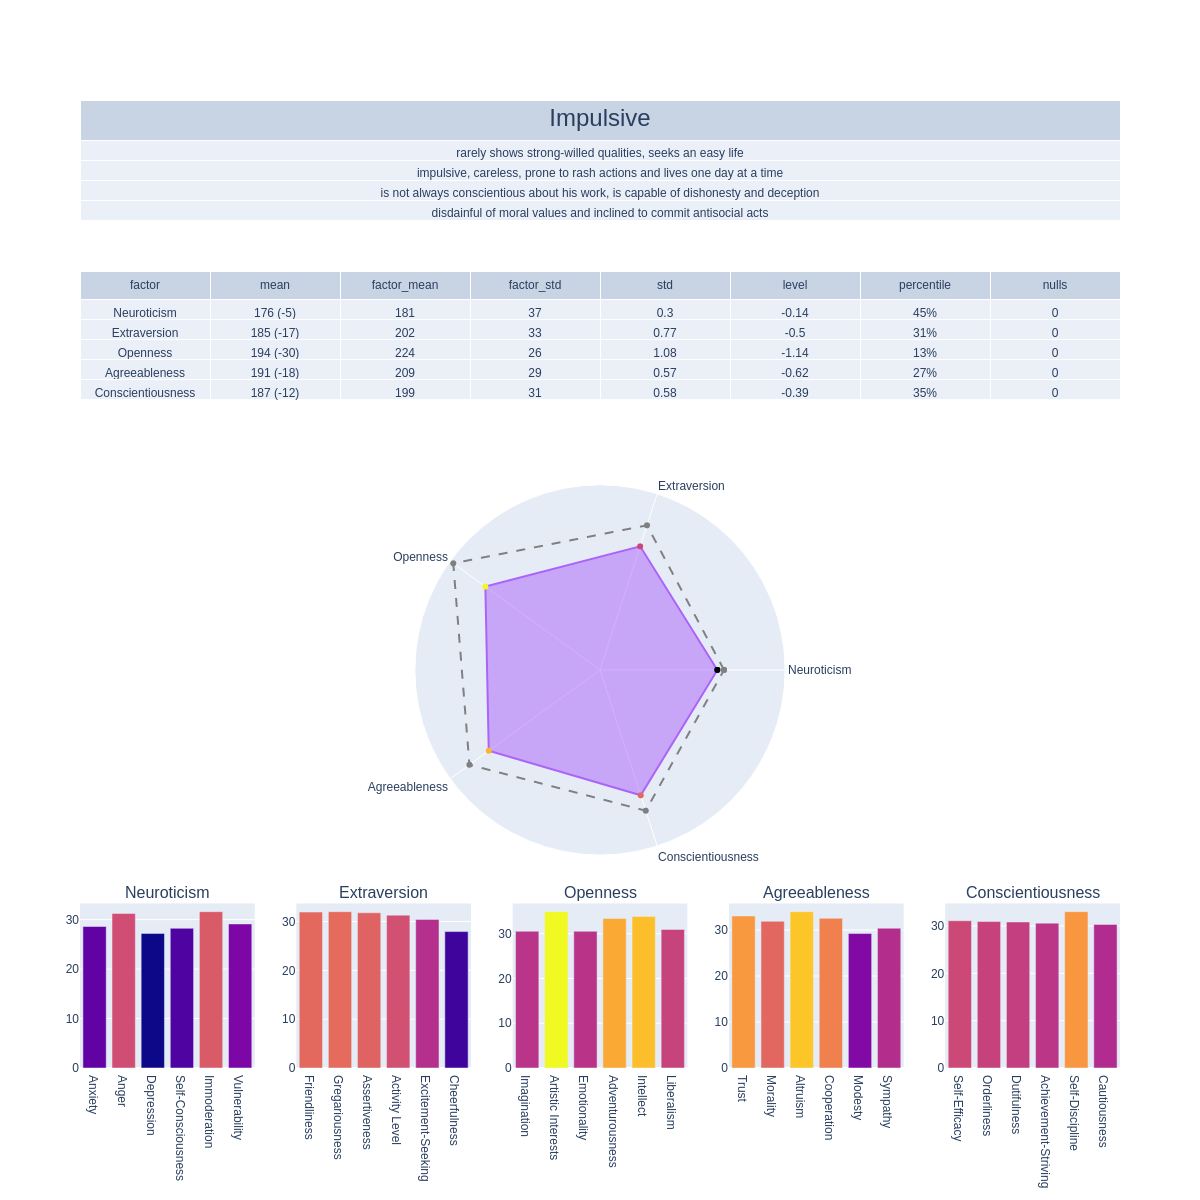 Impulsive
rarely shows strong-willed qualities, seeks an easy life
impulsive, careless, prone to rash actions and lives one day at a time
is not always conscientious about his work, is capable of dishonesty and deception
disdainful of moral values and inclined to commit antisocial acts
factor mean factor_mean factor_std std level percentile nulls
Neuroticism 176 (-5) 181 37 0.3 -0.14 45% 0
Extraversion 185 (-17) 202 33 0.77 -0.5 31% 0
Openness 194 (-30) 224 26 1.08 -1.14 13% 0
Agreeableness 191 (-18) 209 29 0.57 -0.62 27% 0
Conscientiousness 187 (-12) 199 31 0.58 -0.39 35% 0
Extraversion
Openness
Neuroticism
Agreeableness
Conscientiousness
Neuroticism
30
20
10
0
Anxiety
Anger
Depression
Self-Consciousness
Immoderation
Vulnerability
Extraversion
30
20
10
0
Friendliness
Gregariousness
Assertiveness
Activity Level
Excitement-Seeking
Cheerfulness
Openness
30
20
10
0
Imagination
Artistic Interests
Emotionality
Adventurousness
Intellect
Liberalism
Agreeableness
30
20
10
0
Trust
Morality
Altruism
Cooperation
Modesty
Sympathy
Conscientiousness
30
20
10
0
Self-Efficacy
Orderliness
Dutifulness
Achievement-Striving
Self-Discipline
Cautiousness